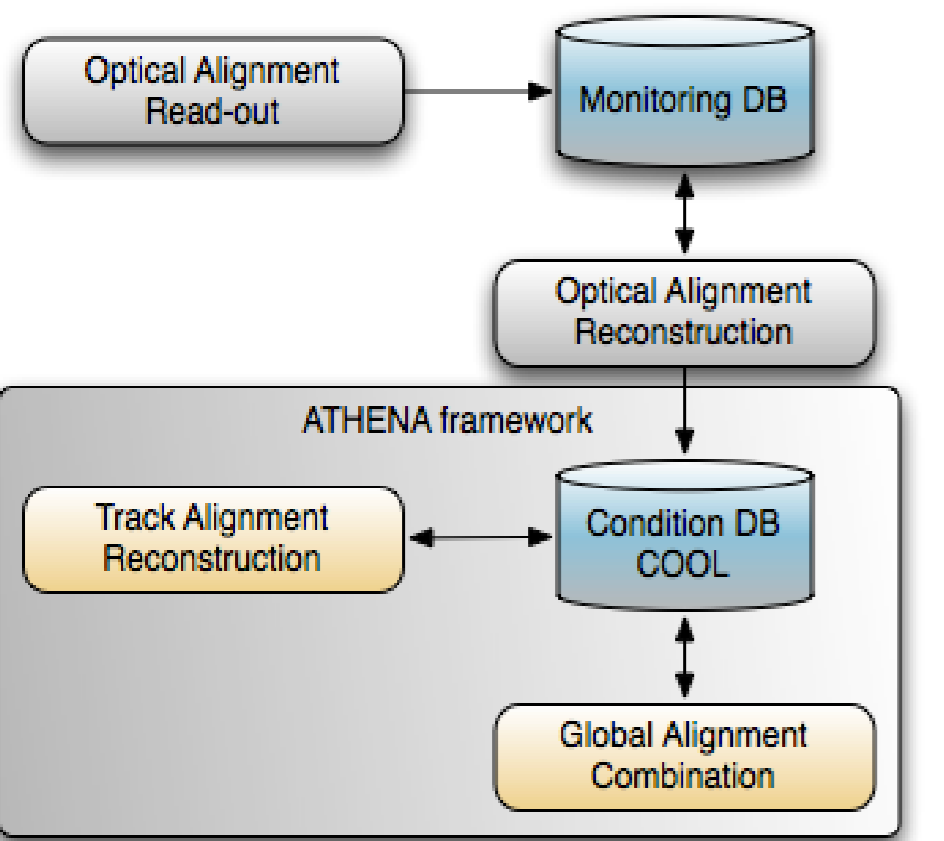 Optical Alignment
Read-out
Monitoring DB
Optical Alignment
Reconstruction
ATHENA framework
Track Alignment
Reconstruction
Condition DB
COOL
Global Alignment
Combination